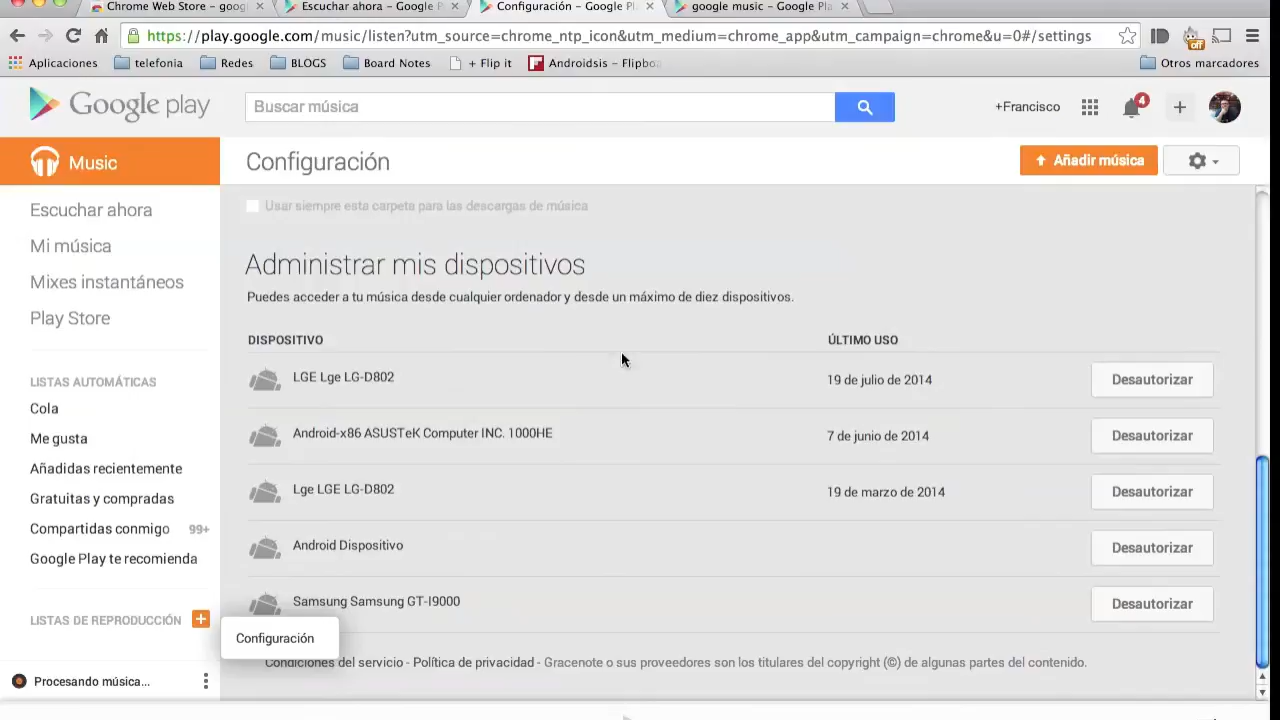 Chrome Web Store – goog
Escuchar ahora – Google P
Configuración – Google Pl
google music – Google Pla
https://play.google.com/music/listen?utm_source=chrome_ntp_icon&utm_medium=chrome_app&utm_campaign=chrome&u=0#/settings
off
Aplicaciones
telefonia
Redes
BLOGS
Board Notes
+ Flip it
Androidsis – Flipboa
Otros marcadores
Google play
Buscar música
+Francisco
4
Music
Configuración
Añadir música
Escuchar ahora
Mi música
Mixes instantáneos
Play Store
LISTAS AUTOMÁTICAS
Cola
Me gusta
Añadidas recientemente
Gratuitas y compradas
Compartidas conmigo 99+
Google Play te recomienda
LISTAS DE REPRODUCCIÓN
Procesando música...
Usar siempre esta carpeta para las descargas de música
Administrar mis dispositivos
Puedes acceder a tu música desde cualquier ordenador y desde un máximo de diez dispositivos.
DISPOSITIVO ÚLTIMO USO
LGE Lge LG-D802 19 de julio de 2014 Desautorizar
Android-x86 ASUSTeK Computer INC. 1000HE 7 de junio de 2014 Desautorizar
Lge LGE LG-D802 19 de marzo de 2014 Desautorizar
Android Dispositivo Desautorizar
Samsung Samsung GT-I9000 Desautorizar
Configuración
Condiciones del servicio - Política de privacidad - Gracenote o sus proveedores son los titulares del copyright (©) de algunas partes del contenido.